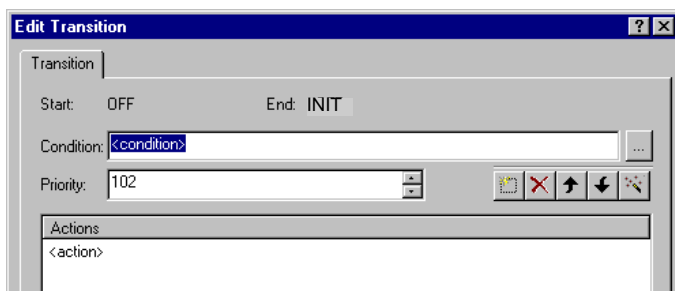 Edit Transition
Transition
Start: OFF End: INIT
Condition: <condition> ...
Priority: 102
Actions
<action>